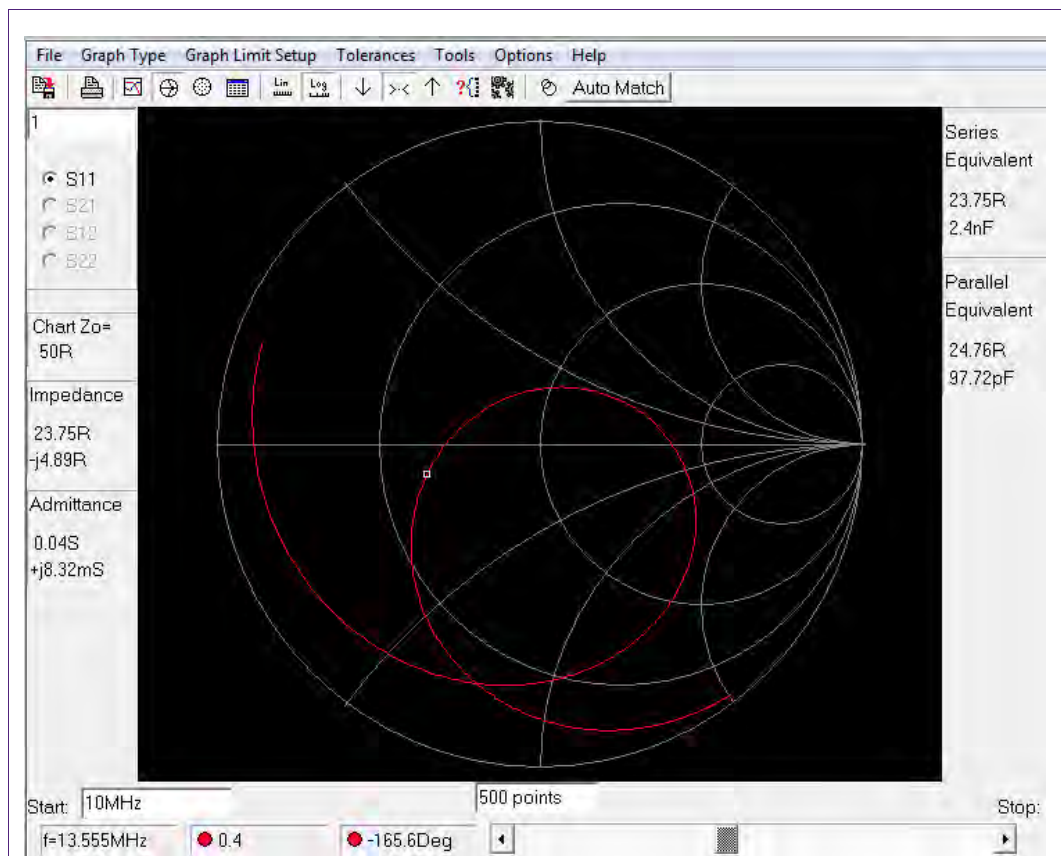 File Graph Type Graph Limit Setup Tolerances Tools Options Help
Lin Log ?{ Auto Match
1
S11
S21
S12
S22
Chart Zo=
50R
Impedance
23.75R
-j4.89R
Admittance
0.04S
+j8.32mS
Series
Equivalent
23.75R
2.4nF
Parallel
Equivalent
24.76R
97.72pF
Start: 10MHz 500 points Stop:
f=13.555MHz 0.4 -165.6Deg